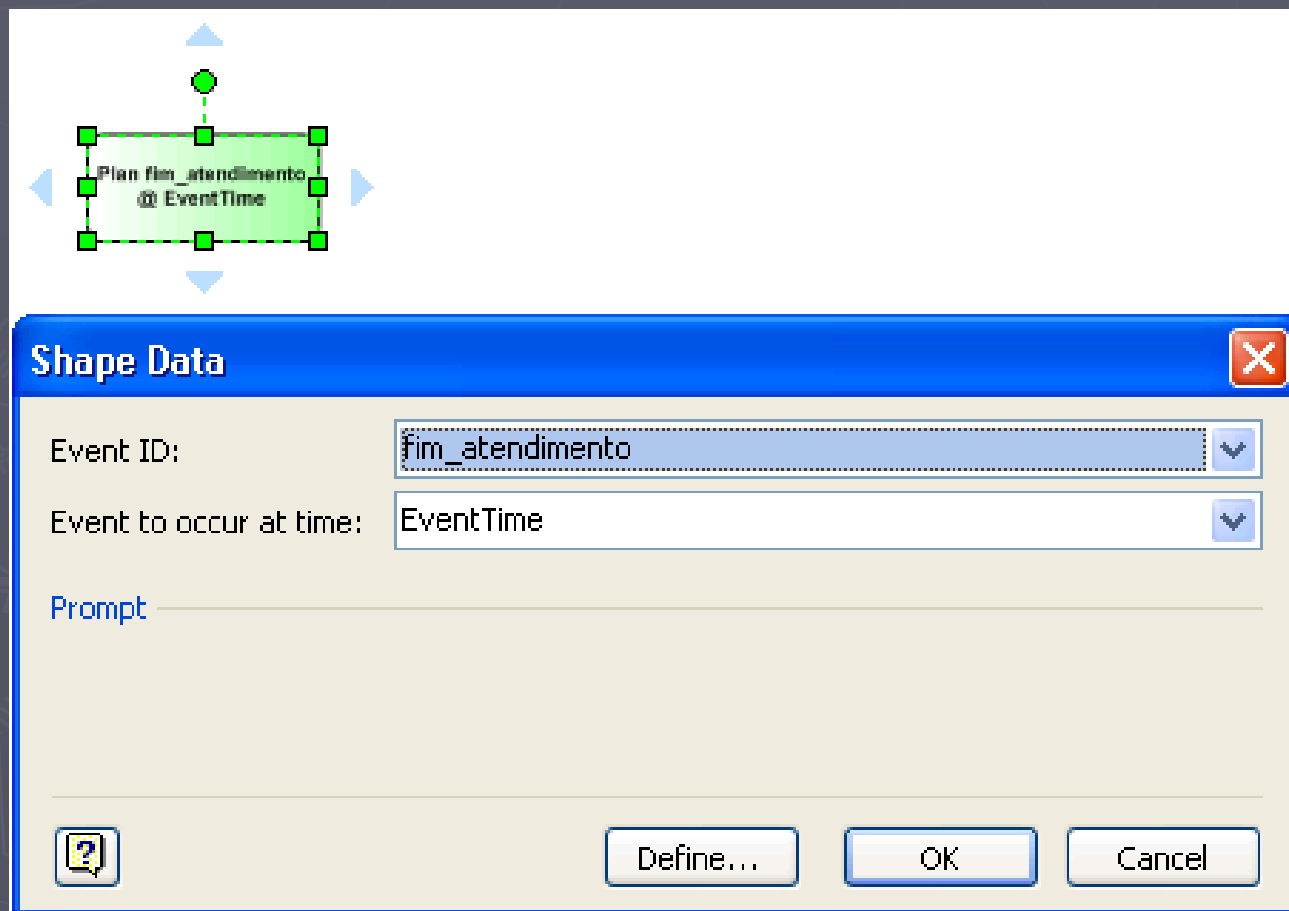 Plan fim_atendimento
@ EventTime
Shape Data
Event ID: fim_atendimento
Event to occur at time: EventTime
Prompt
Define... OK Cancel